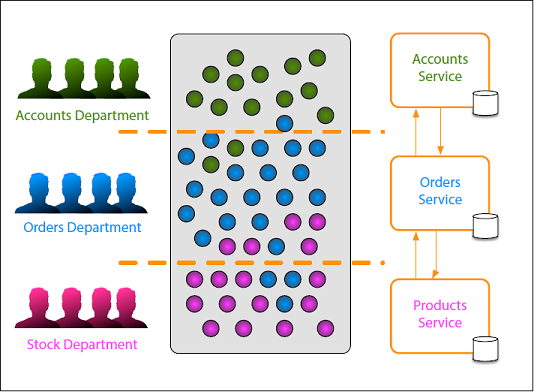 Accounts Department
Orders Department
Stock Department
Accounts
Service
Orders
Service
Products
Service